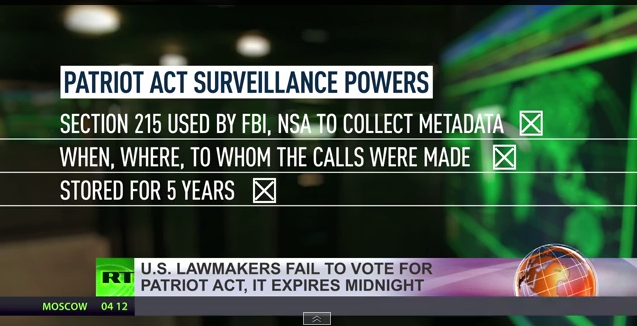 PATRIOT ACT SURVEILLANCE POWERS
SECTION 215 USED BY FBI, NSA TO COLLECT METADATA
WHEN, WHERE, TO WHOM THE CALLS WERE MADE
STORED FOR 5 YEARS
RT
U.S. LAWMAKERS FAIL TO VOTE FOR
PATRIOT ACT, IT EXPIRES MIDNIGHT
MOSCOW 04 12